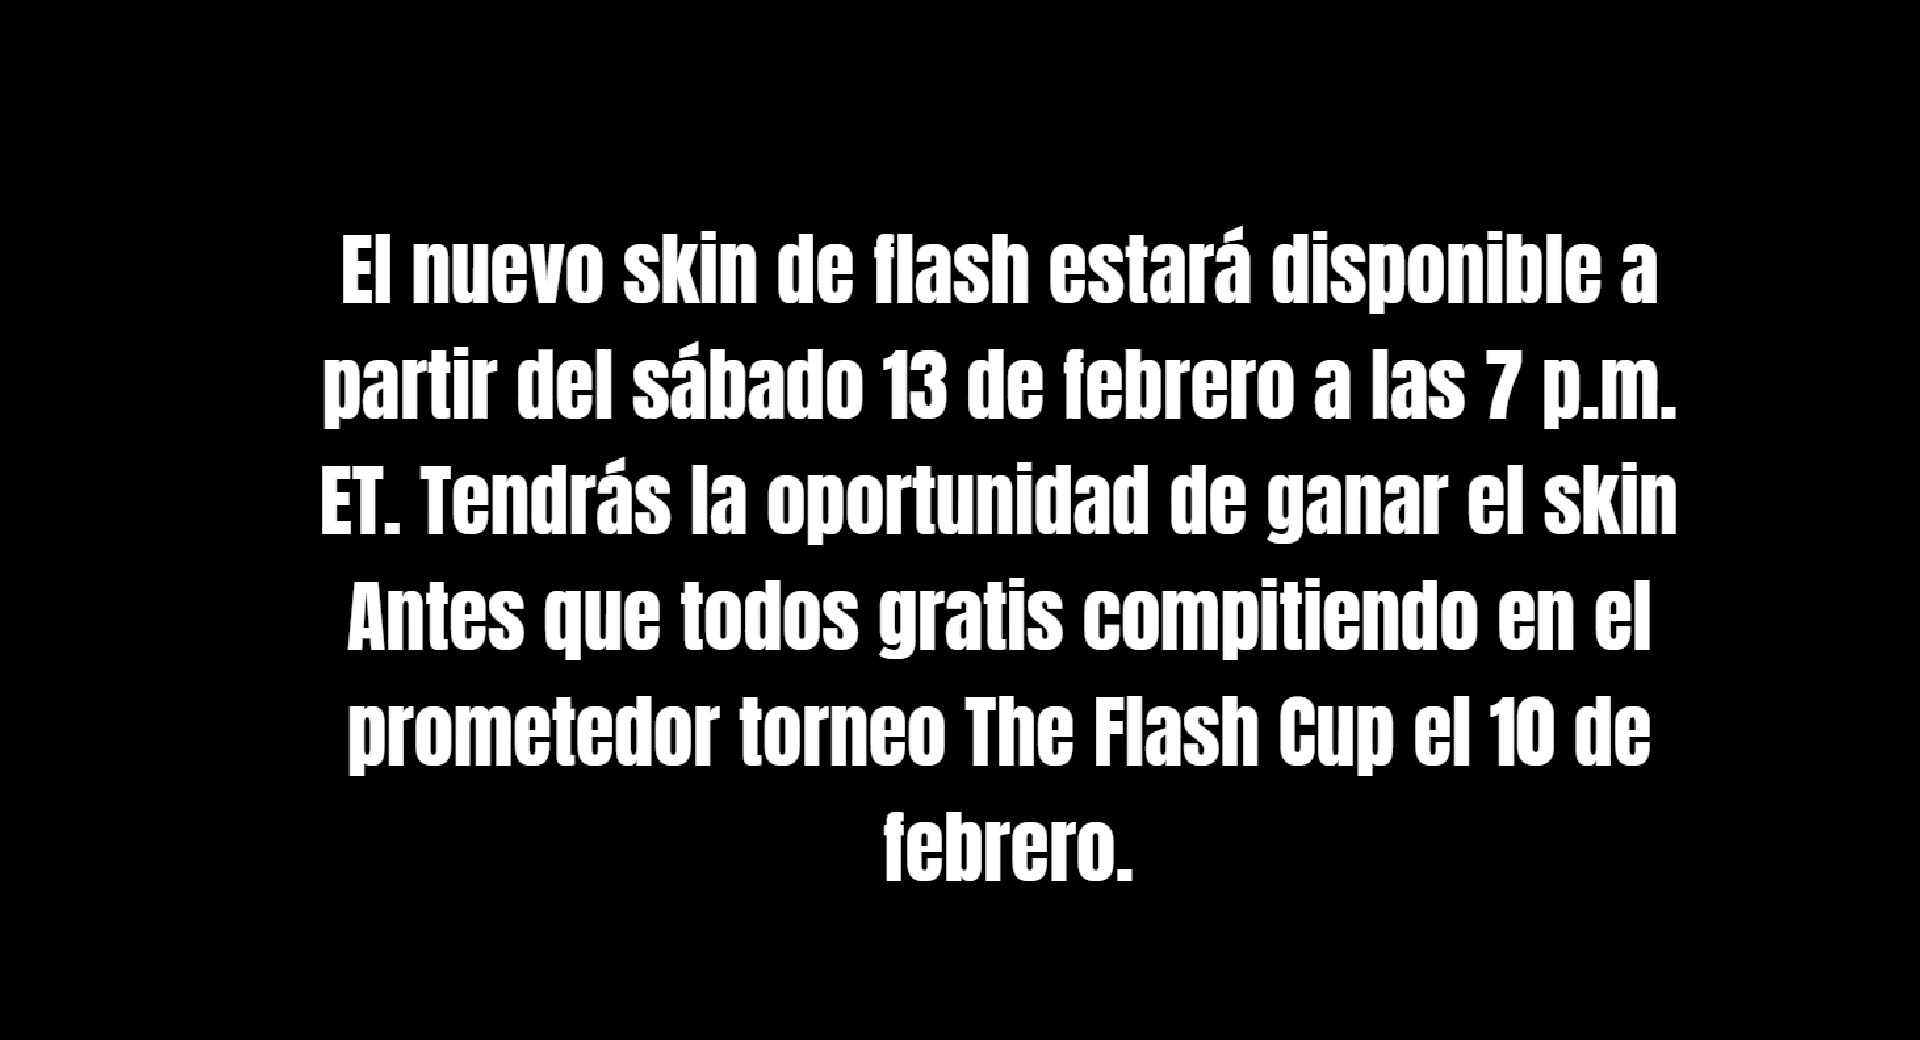 El nuevo skin de flash estará disponible a
partir del sábado 13 de febrero a las 7 p.m.
ET. Tendrás la oportunidad de ganar el skin
Antes que todos gratis compitiendo en el
prometedor torneo The Flash Cup el 10 de
febrero.